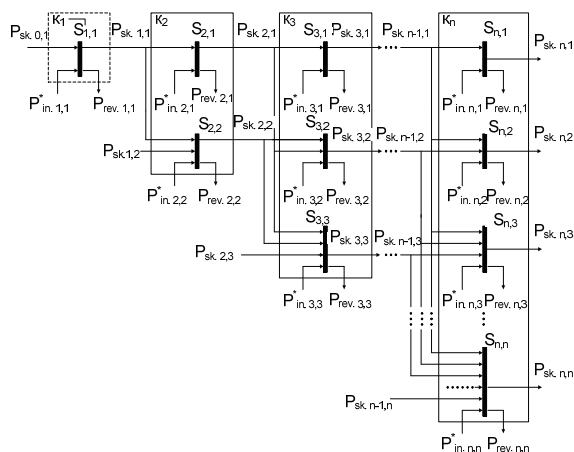 K1 K2 K3 Kn
Psk. 0,1 S1,1 Psk. 1,1 S2,1 Psk. 2,1 S3,1 Psk. 3,1 Psk. n-1,1 Sn,1 Psk. n,1
P*in. 1,1 Prev. 1,1 P*in. 2,1 Prev. 2,1 P*in. 3,1 Prev. 3,1 P*in. n,1 Prev. n,1
S2,2 Psk. 2,2 S3,2 Psk. 3,2 Psk. n-1,2 Sn,2 Psk. n,2
Psk.1,2
P*in. 2,2 Prev. 2,2 P*in. 3,2 Prev. 3,2 P*in. n,2 Prev. n,2
S3,3 Psk. 3,3 Psk. n-1,3 Sn,3 Psk. n,3
Psk. 2,3
P*in. 3,3 Prev. 3,3 P*in. n,3 Prev. n,3
Sn,n
Psk. n,n
Psk. n-1,n
P*in. n,n Prev. n,n